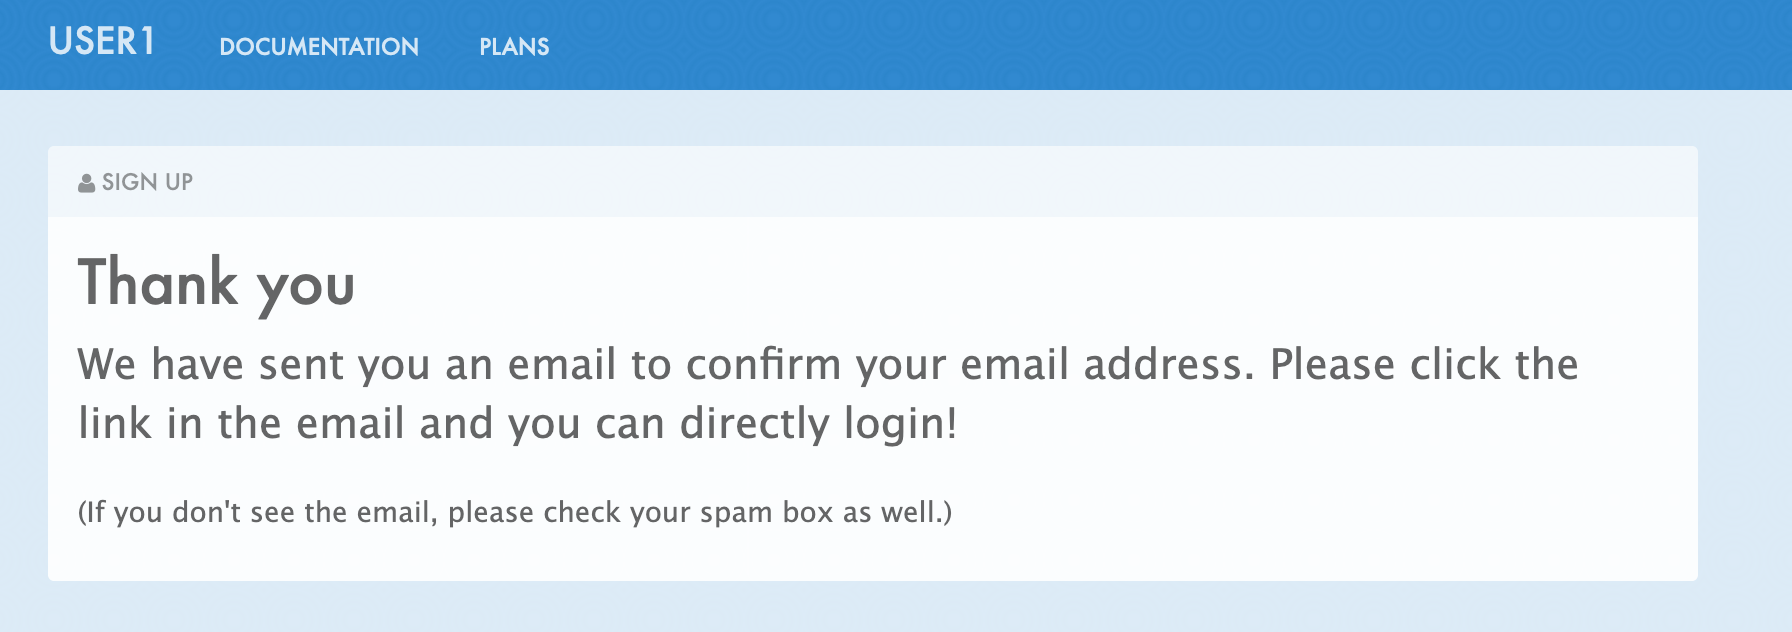 USER1 DOCUMENTATION PLANS
SIGN UP
Thank you
We have sent you an email to confirm your email address. Please click the
link in the email and you can directly login!
(If you don't see the email, please check your spam box as well.)